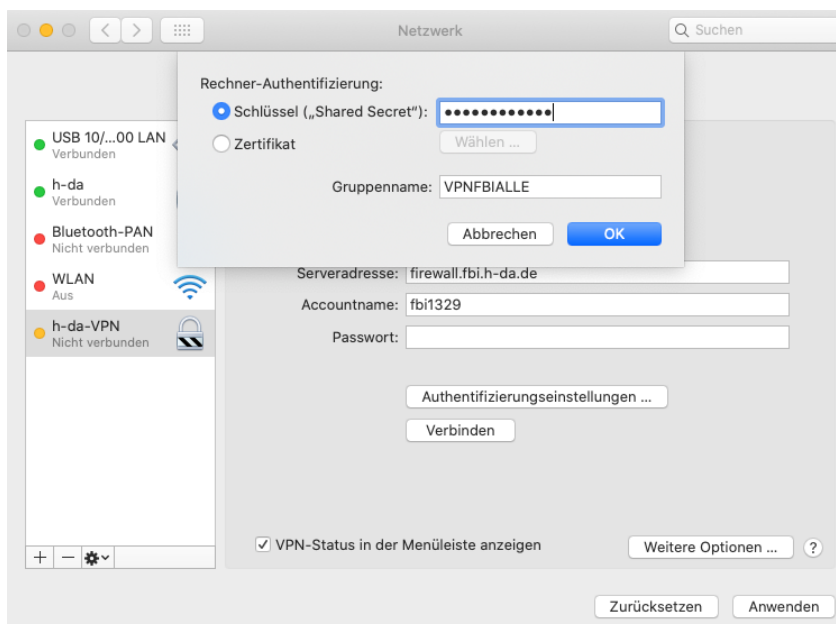 Netzwerk
Suchen
Rechner-Authentifizierung:
Schlüssel („Shared Secret“): ••••••••••••
Zertifikat
Wählen ...
Gruppenname: VPNFBIALLE
Abbrechen
OK
USB 10/...00 LAN
Verbunden
h-da
Verbunden
Bluetooth-PAN
Nicht verbunden
WLAN
Aus
h-da-VPN
Nicht verbunden
Serveradresse: firewall.fbi.h-da.de
Accountname: fbi1329
Passwort:
Authentifizierungseinstellungen ...
Verbinden
VPN-Status in der Menüleiste anzeigen
Weitere Optionen ...
?
Zurücksetzen
Anwenden